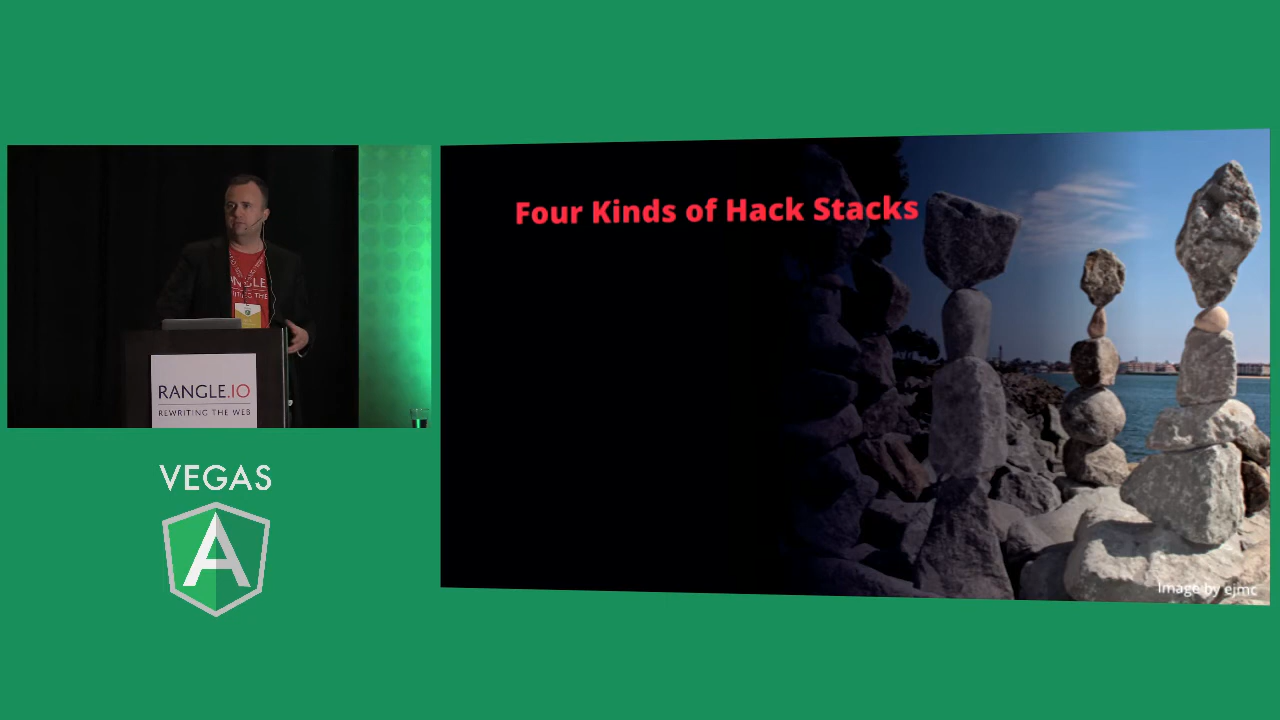 Four Kinds of Hack Stacks
RANGLE.IO
REWRITING THE WEB
VEGAS
A
Image by ejmc